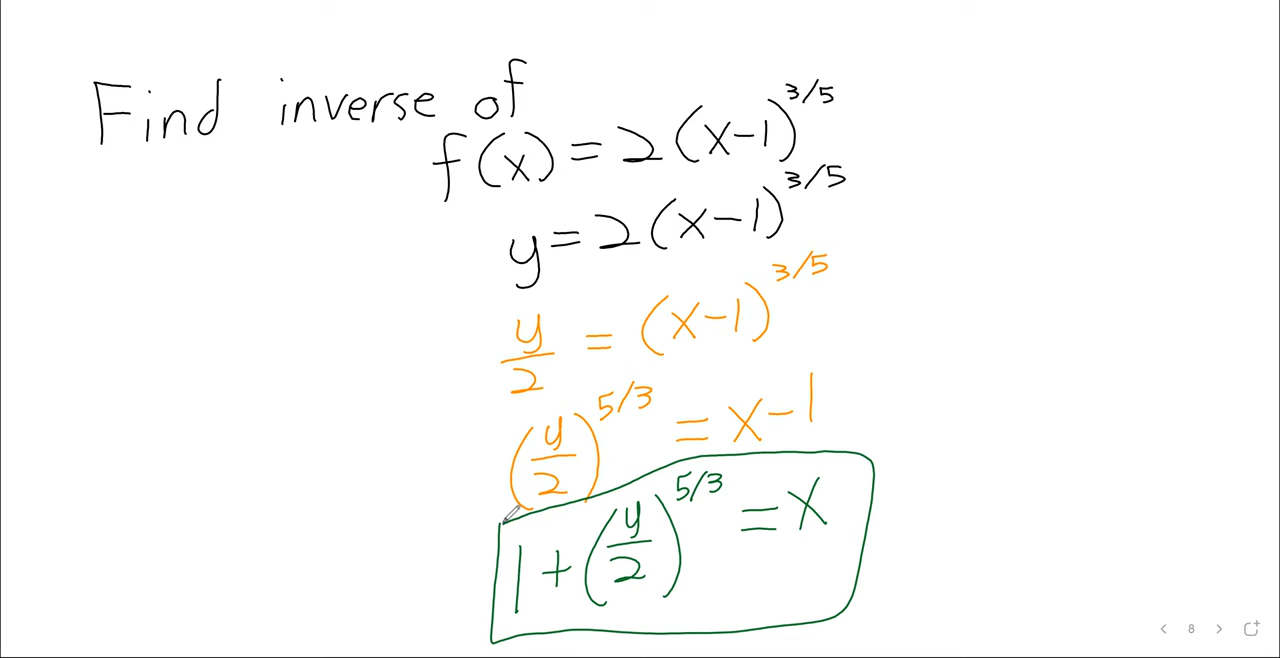 Find inverse of
f(x) = 2(x-1)^3/5
y = 2(x-1)^3/5
y/2 = (x-1)^3/5
(y/2)^5/3 = x-1
1 + (y/2)^5/3 = x
8